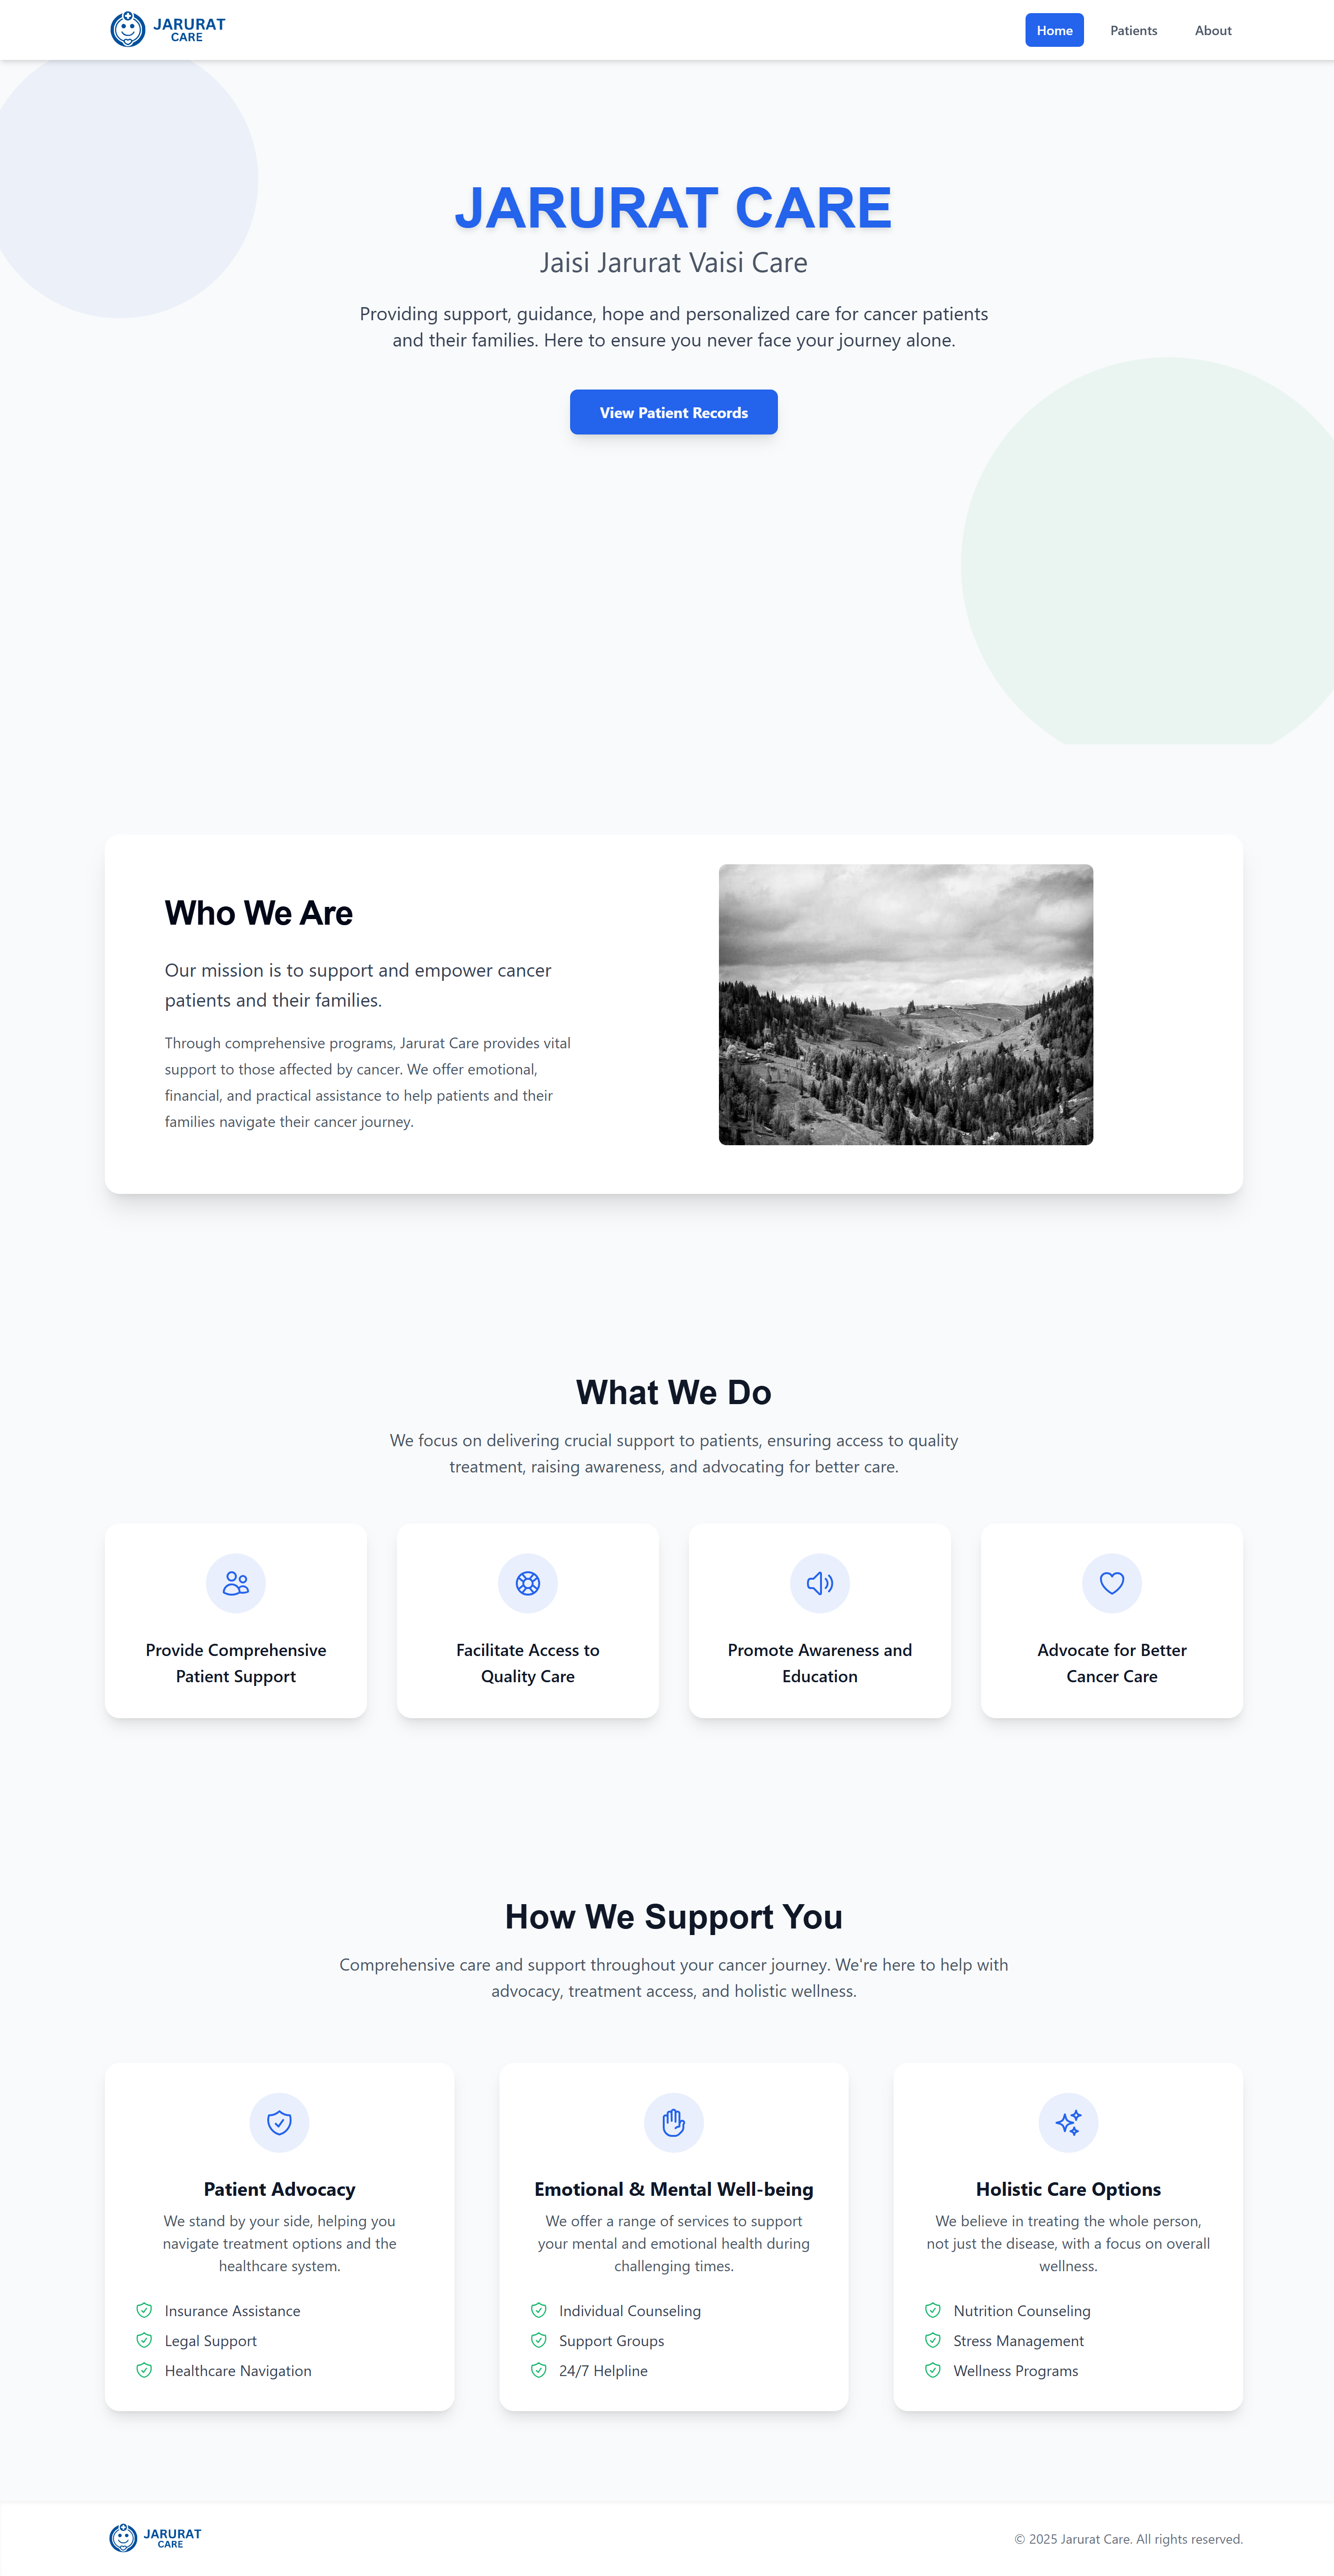 JARURAT
CARE
Home
Patients
About
JARURAT CARE
Jaisi Jarurat Vaisi Care
Providing support, guidance, hope and personalized care for cancer patients
and their families. Here to ensure you never face your journey alone.
View Patient Records
Who We Are
Our mission is to support and empower cancer
patients and their families.
Through comprehensive programs, Jarurat Care provides vital
support to those affected by cancer. We offer emotional,
financial, and practical assistance to help patients and their
families navigate their cancer journey.
What We Do
We focus on delivering crucial support to patients, ensuring access to quality
treatment, raising awareness, and advocating for better care.
Provide Comprehensive
Patient Support
Facilitate Access to
Quality Care
Promote Awareness and
Education
Advocate for Better
Cancer Care
How We Support You
Comprehensive care and support throughout your cancer journey. We're here to help with
advocacy, treatment access, and holistic wellness.
Patient Advocacy
We stand by your side, helping you
navigate treatment options and the
healthcare system.
Insurance Assistance
Legal Support
Healthcare Navigation
Emotional & Mental Well-being
We offer a range of services to support
your mental and emotional health during
challenging times.
Individual Counseling
Support Groups
24/7 Helpline
Holistic Care Options
We believe in treating the whole person,
not just the disease, with a focus on overall
wellness.
Nutrition Counseling
Stress Management
Wellness Programs
JARURAT
CARE
© 2025 Jarurat Care. All rights reserved.